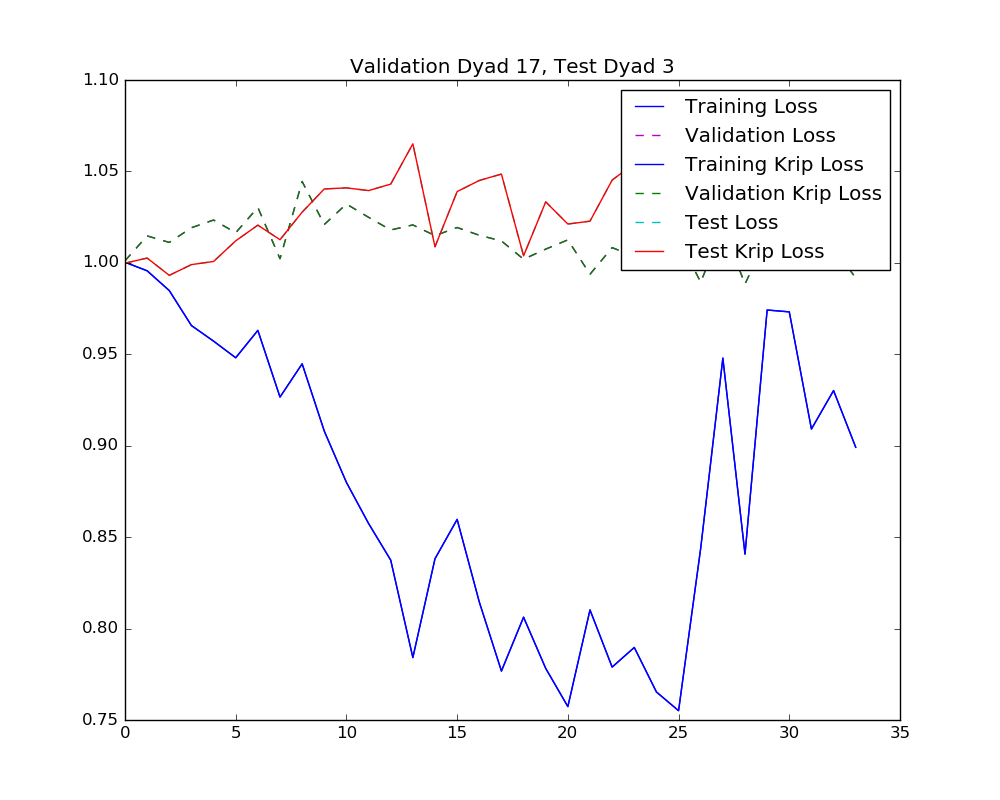 Validation Dyad 17, Test Dyad 3
1.10
1.05
1.00
0.95
0.90
0.85
0.80
0.75
Training Loss
Validation Loss
Training Krip Loss
Validation Krip Loss
Test Loss
Test Krip Loss
0 5 10 15 20 25 30 35